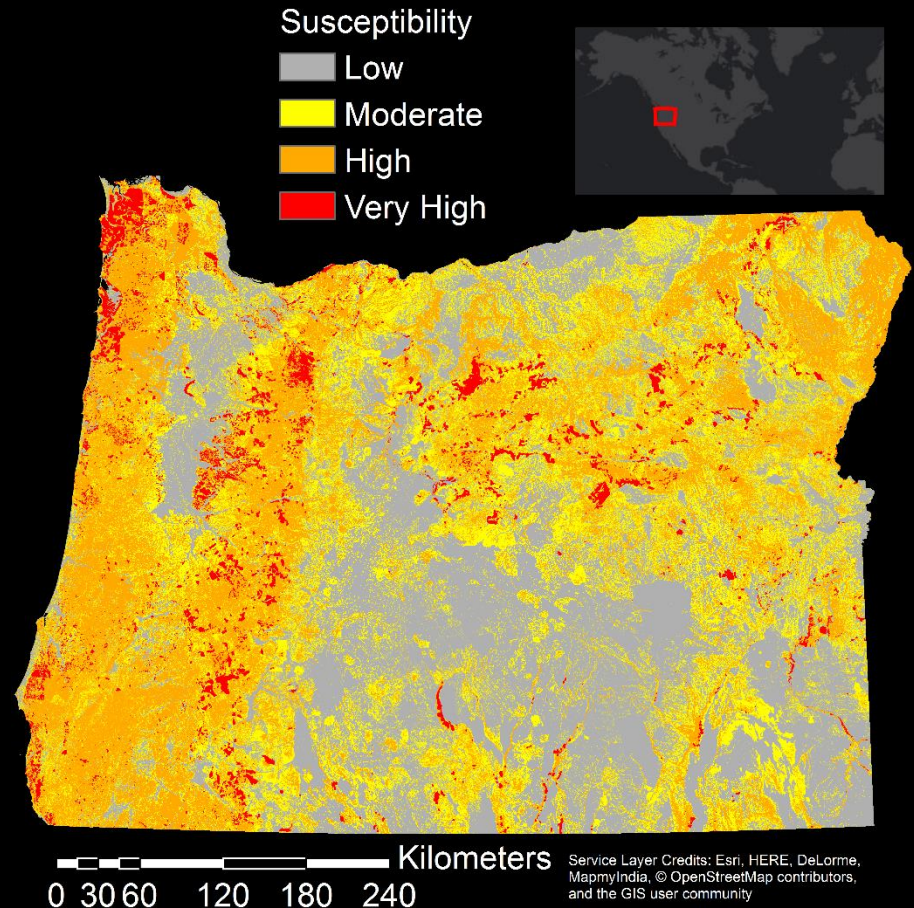 Susceptibility
Low
Moderate
High
Very High
Kilometers
0 30 60 120 180 240
Service Layer Credits: Esri, HERE, DeLorme,
MapmyIndia, © OpenStreetMap contributors,
and the GIS user community